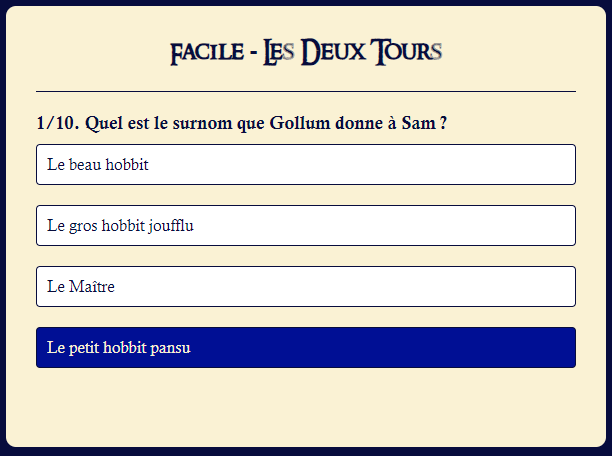 Facile - Les Deux Tours
1/10. Quel est le surnom que Gollum donne à Sam ?
Le beau hobbit
Le gros hobbit joufflu
Le Maître
Le petit hobbit pansu